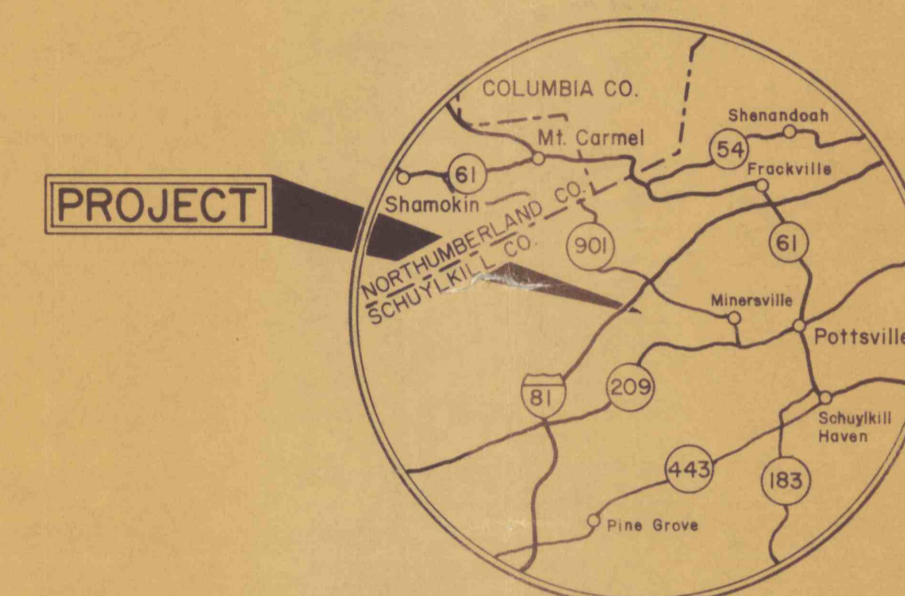 COLUMBIA CO.
Shenandoah
Mt. Carmel
54
61
Frackville
PROJECT
Shamokin
NORTHUMBERLAND CO.
SCHUYLKILL CO.
901
61
Minersville
Pottsville
81
209
Schuylkill
Haven
443
183
Pine Grove